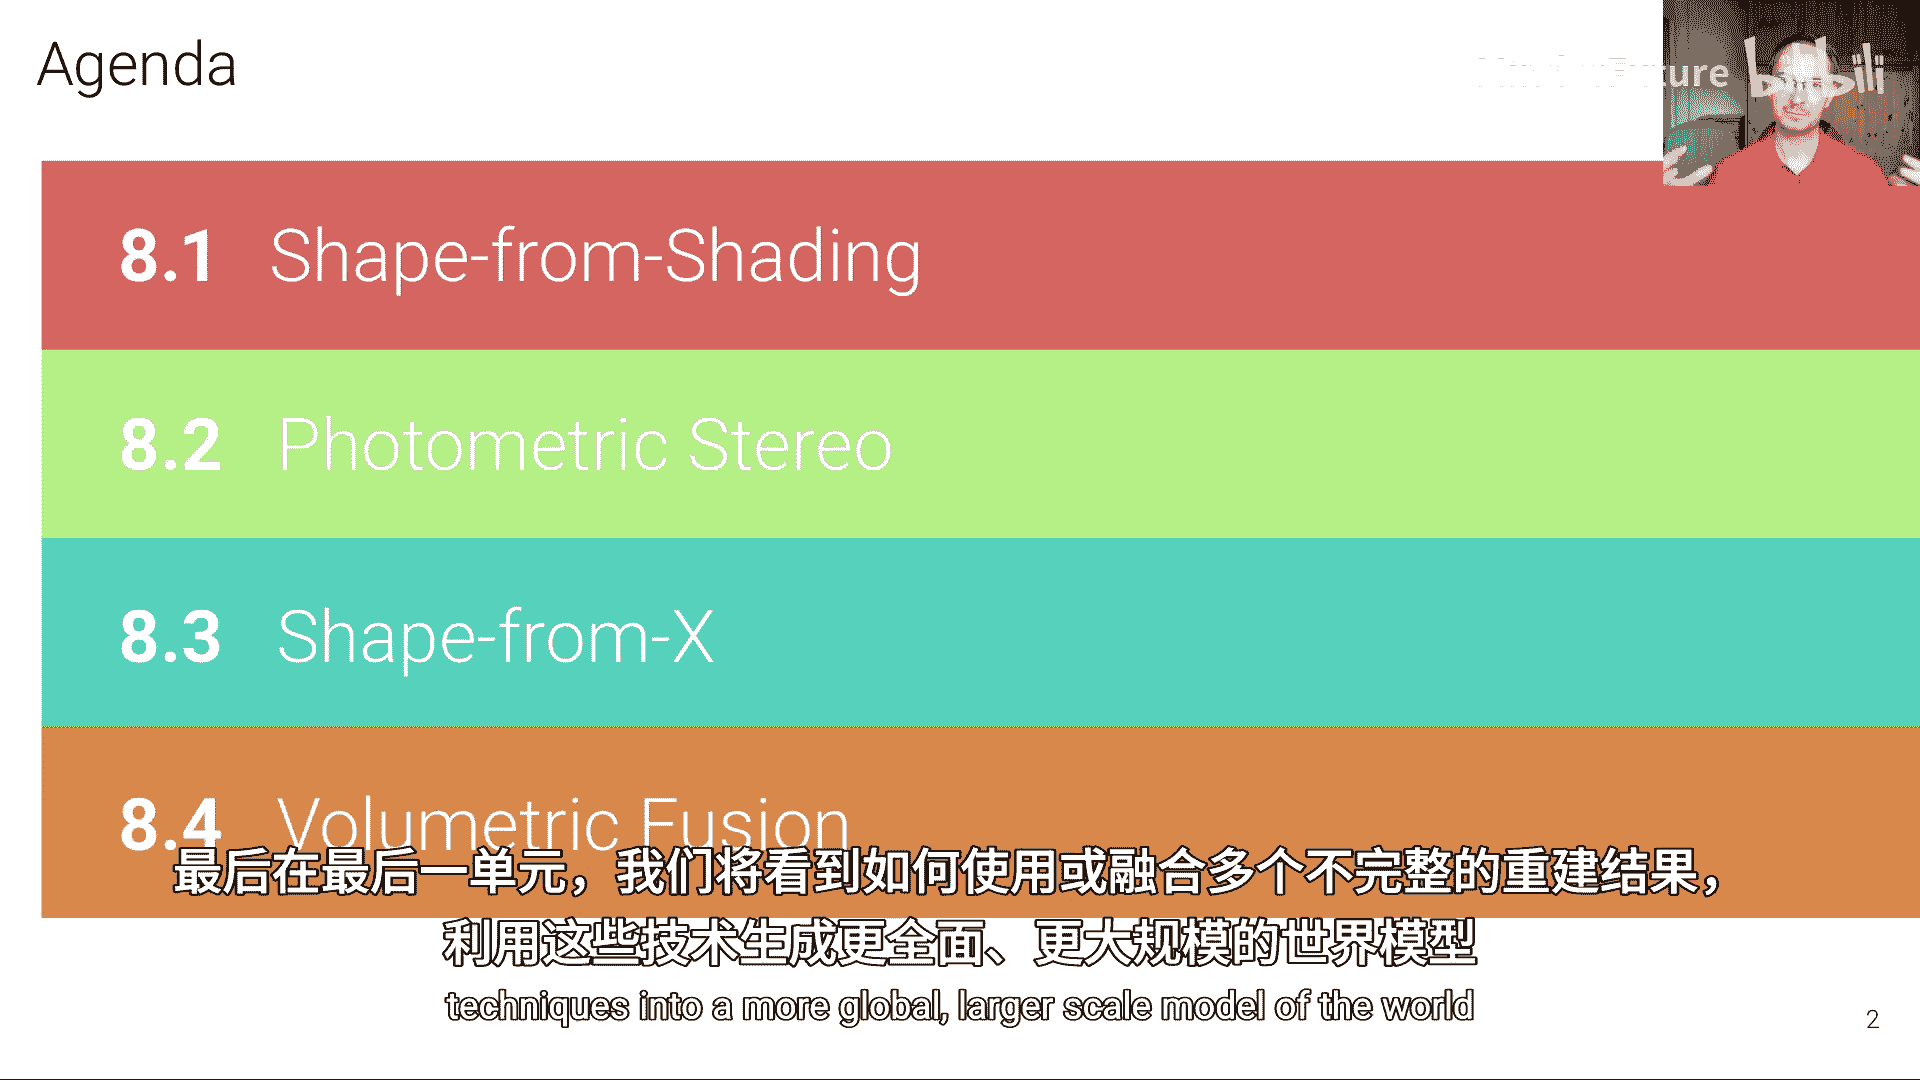 Agenda
bilibili
8.1 Shape-from-Shading
8.2 Photometric Stereo
8.3 Shape-from-X
8.4 Volumetric Fusion
最后在最后一单元，我们将看到如何使用或融合多个不完整的重建结果，
利用这些技术生成更全面、更大规模的世界模型
techniques into a more global, larger scale model of the world
2